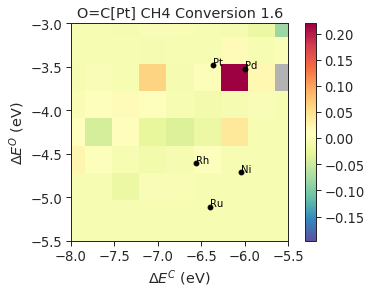 O=C[Pt] CH4 Conversion 1.6
−3.0
−3.5
−4.0
−4.5
−5.0
−5.5
ΔE^O (eV)
Pt
Pd
Rh
Ni
Ru
−8.0 −7.5 −7.0 −6.5 −6.0 −5.5
ΔE^C (eV)
0.20
0.15
0.10
0.05
0.00
−0.05
−0.10
−0.15